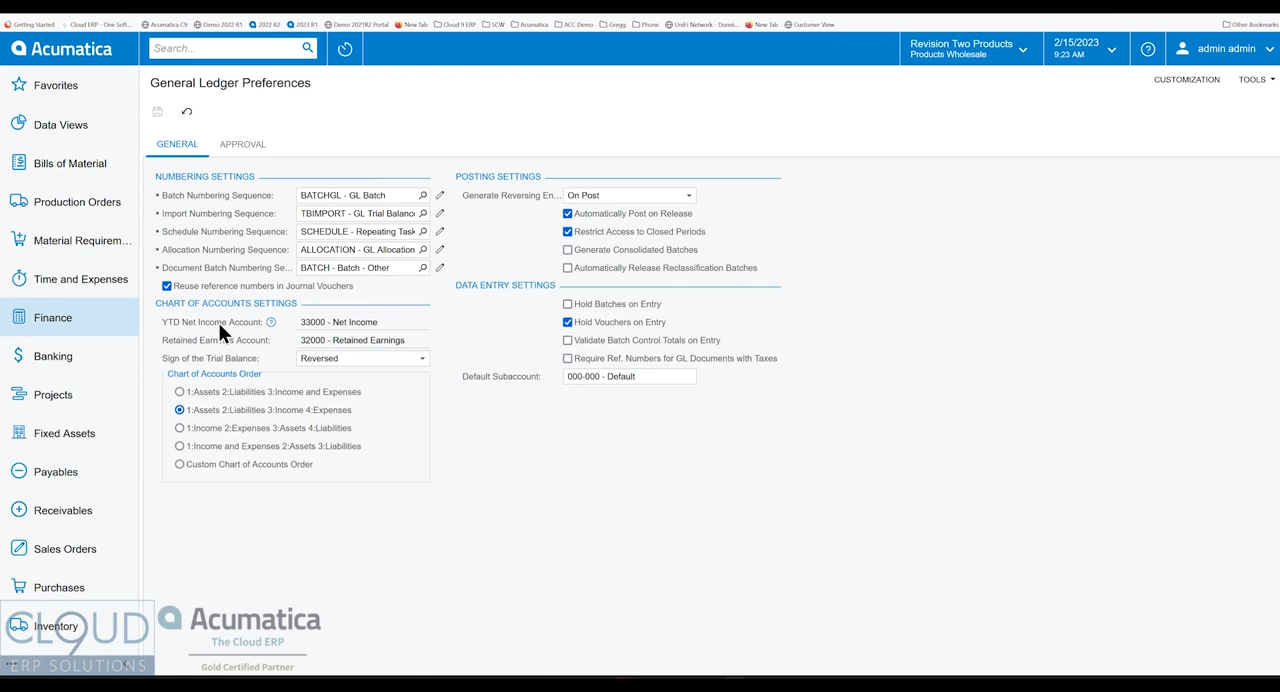 Getting Started
Cloud ERP - One Soft...
Acumatica C9
Demo 2022 R1
2022 R2
2023 R1
Demo 2021R2 Portal
New Tab
Cloud 9 ERP
SCW
Acumatica
ACC Demo
Gregg
Phone
UniFi Network - Dunni...
New Tab
Customer View
Other Bookmarks
Acumatica
Search...
Revision Two Products
Products Wholesale
2/15/2023
9:23 AM
admin admin
General Ledger Preferences
CUSTOMIZATION
TOOLS
Favorites
Data Views
Bills of Material
Production Orders
Material Requirem...
Time and Expenses
Finance
Banking
Projects
Fixed Assets
Payables
Receivables
Sales Orders
Purchases
Inventory
GENERAL
APPROVAL
NUMBERING SETTINGS
Batch Numbering Sequence: BATCHGL - GL Batch
Import Numbering Sequence: TBIMPORT - GL Trial Balanc
Schedule Numbering Sequence: SCHEDULE - Repeating Task
Allocation Numbering Sequence: ALLOCATION - GL Allocation
Document Batch Numbering Se... BATCH - Batch - Other
Reuse reference numbers in Journal Vouchers
CHART OF ACCOUNTS SETTINGS
YTD Net Income Account: 33000 - Net Income
Retained Earn s Account: 32000 - Retained Earnings
Sign of the Trial Balance: Reversed
Chart of Accounts Order
1:Assets 2:Liabilities 3:Income and Expenses
1:Assets 2:Liabilities 3:Income 4:Expenses
1:Income 2:Expenses 3:Assets 4:Liabilities
1:Income and Expenses 2:Assets 3:Liabilities
Custom Chart of Accounts Order
POSTING SETTINGS
Generate Reversing En... On Post
Automatically Post on Release
Restrict Access to Closed Periods
Generate Consolidated Batches
Automatically Release Reclassification Batches
DATA ENTRY SETTINGS
Hold Batches on Entry
Hold Vouchers on Entry
Validate Batch Control Totals on Entry
Require Ref. Numbers for GL Documents with Taxes
Default Subaccount: 000-000 - Default
CLOUD
9
ERP SOLUTIONS
Acumatica
The Cloud ERP
Gold Certified Partner